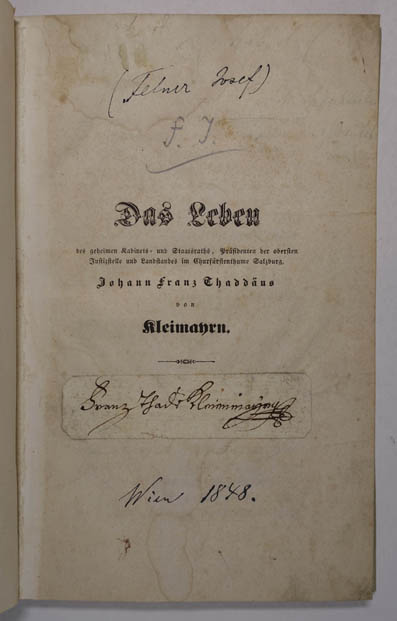 (Felner Josef)
F. J.
Das Leben
des geheimen Kabinets- und Staatsraths, Präsidenten der obersten
Justizstelle und Landstandes im Churfürstenthume Salzburg,
Johann Franz Thaddäus
von
Kleimayrn.
Franz Thadè Kleinmayrn
Wien 1848.